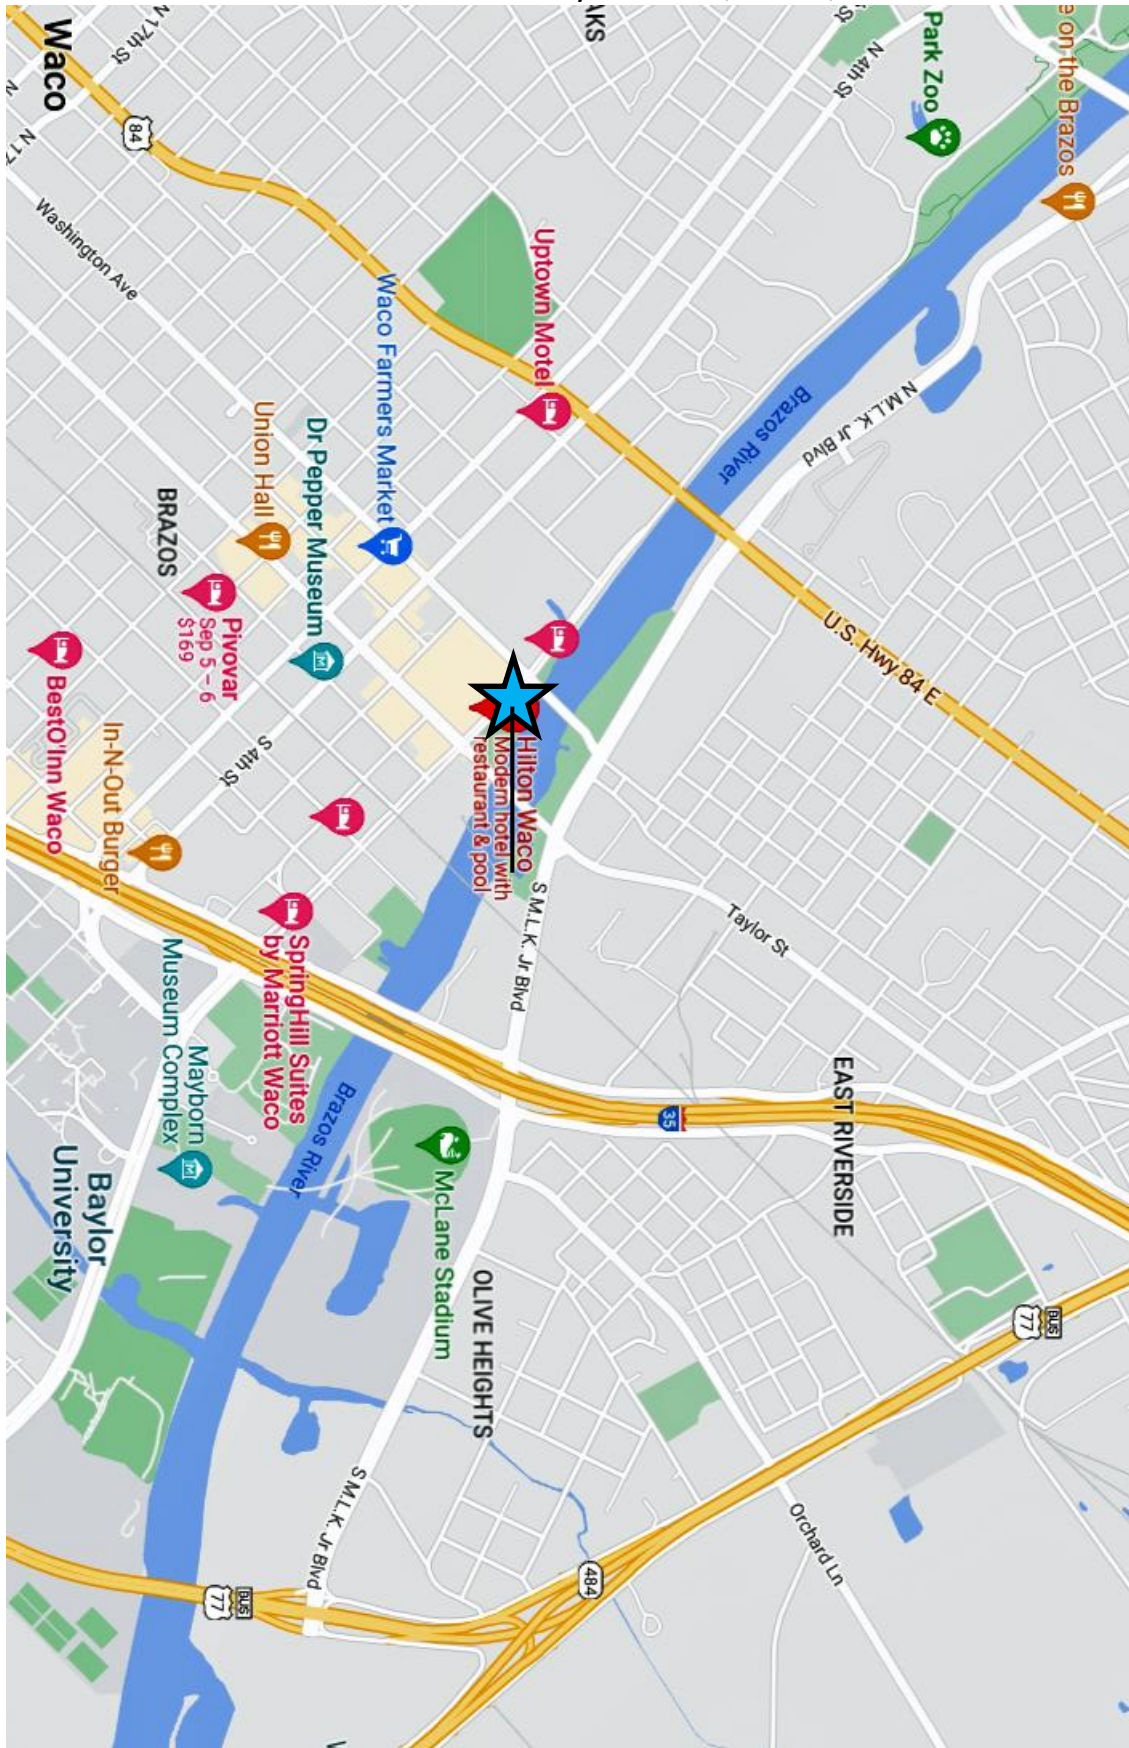 Waco
N 17th St
84
Washington Ave
Park Zoo
N 4th St
e on the Brazos
Uptown Motel
Waco Farmers Market
Dr Pepper Museum
Union Hall
BRAZOS
Pivovar
Sep 5 – 6
$169
BestO'Inn Waco
In-N-Out Burger
S 4th St
Brazos River
N M.L.K. Jr Blvd
U.S. Hwy 84 E
Hilton Waco
Modern hotel with
restaurant & pool
S M.L.K. Jr Blvd
Taylor St
SpringHill Suites
by Marriott Waco
Mayborn
Museum Complex
Baylor
University
Brazos River
McLane Stadium
35
EAST RIVERSIDE
OLIVE HEIGHTS
BUS
77
S M.L.K. Jr Blvd
Orchard Ln
484
BUS
77